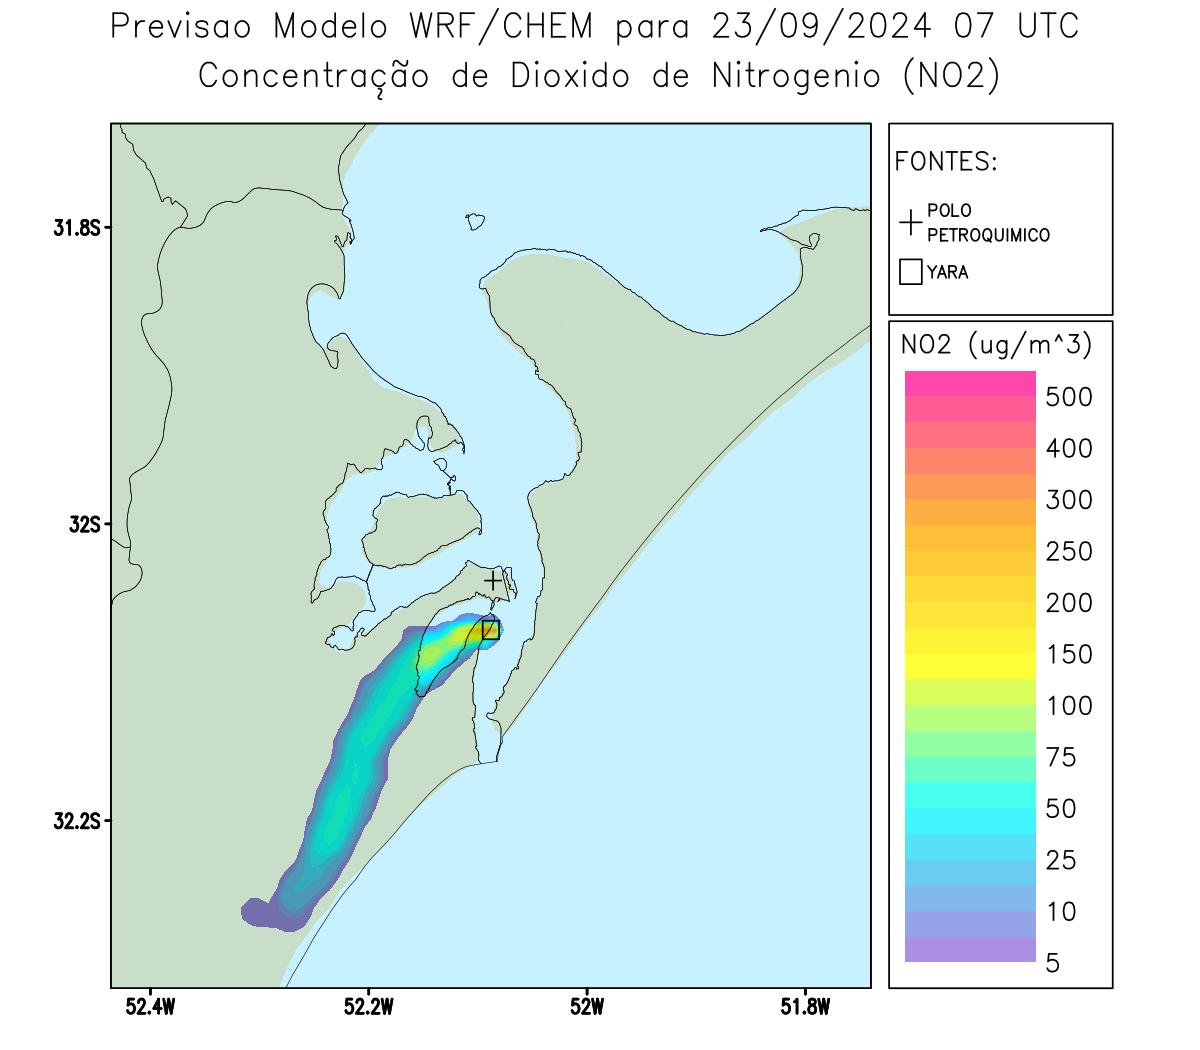 Previsao Modelo WRF/CHEM para 23/09/2024 07 UTC
Concentração de Dioxido de Nitrogenio (NO2)
FONTES:
POLO
PETROQUIMICO
YARA
NO2 (ug/m^3)
500
400
300
250
200
150
100
75
50
25
10
5
31.8S
32S
32.2S
52.4W
52.2W
52W
51.8W